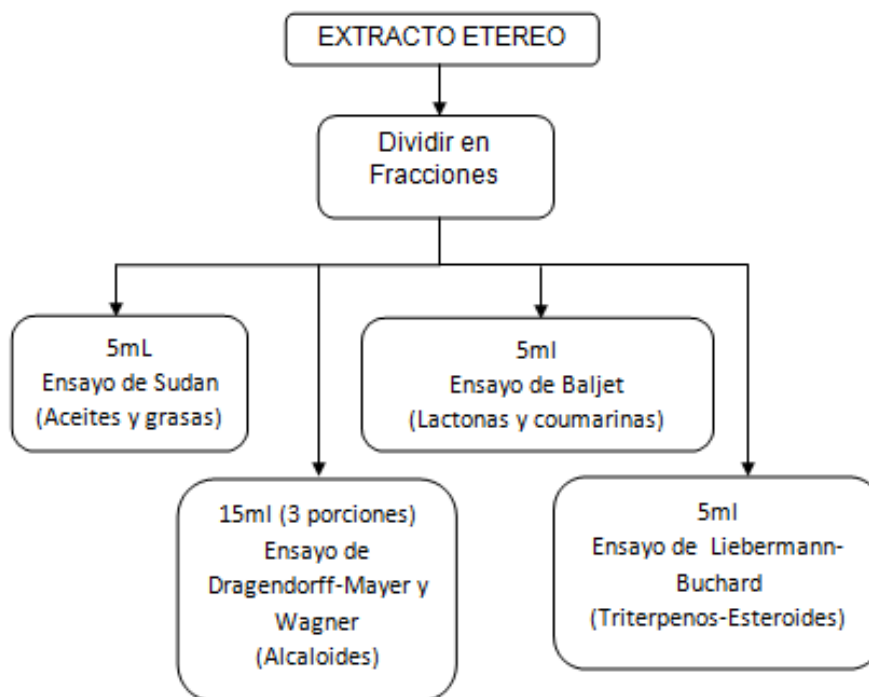 EXTRACTO ETEREO
Dividir en
Fracciones
5mL
Ensayo de Sudan
(Aceites y grasas)
5ml
Ensayo de Baljet
(Lactonas y coumarinas)
15ml (3 porciones)
Ensayo de
Dragendorff-Mayer y
Wagner
(Alcaloides)
5ml
Ensayo de Liebermann-
Buchard
(Triterpenos-Esteroides)